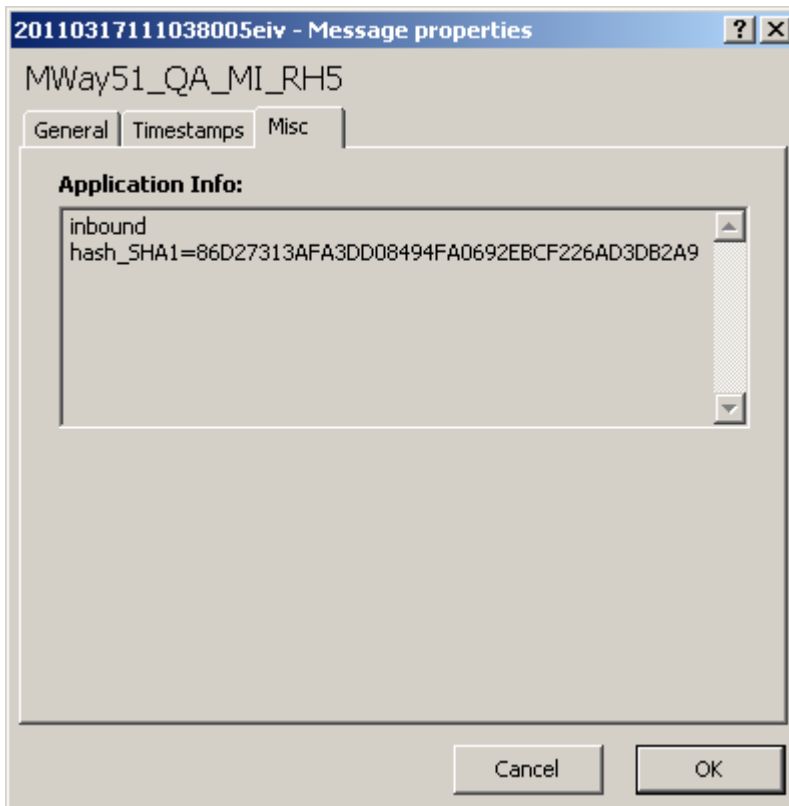 20110317111038005eiv - Message properties
MWay51_QA_MI_RH5
General Timestamps Misc
Application Info:
inbound
hash_SHA1=86D27313AFA3DD08494FA0692EBCF226AD3DB2A9
Cancel OK